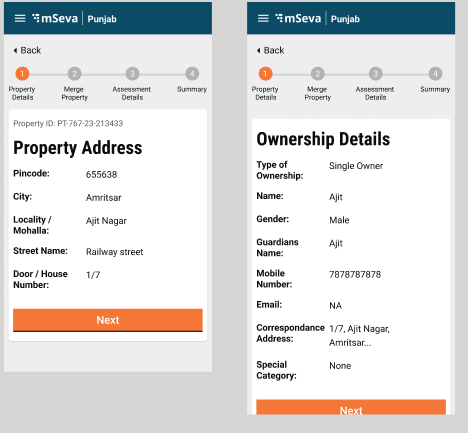 mSeva | Punjab
Back
1 2 3 4
Property Details
Merge Property
Assessment Details
Summary
Property ID: PT-767-23-213433
Property Address
Pincode: 655638
City: Amritsar
Locality / Mohalla: Ajit Nagar
Street Name: Railway street
Door / House Number: 1/7
Next
mSeva | Punjab
Back
1 2 3 4
Property Details
Merge Property
Assessment Details
Summary
Ownership Details
Type of Ownership: Single Owner
Name: Ajit
Gender: Male
Guardians Name: Ajit
Mobile Number: 7878787878
Email: NA
Correspondance Address: 1/7, Ajit Nagar, Amritsar...
Special Category: None
Next